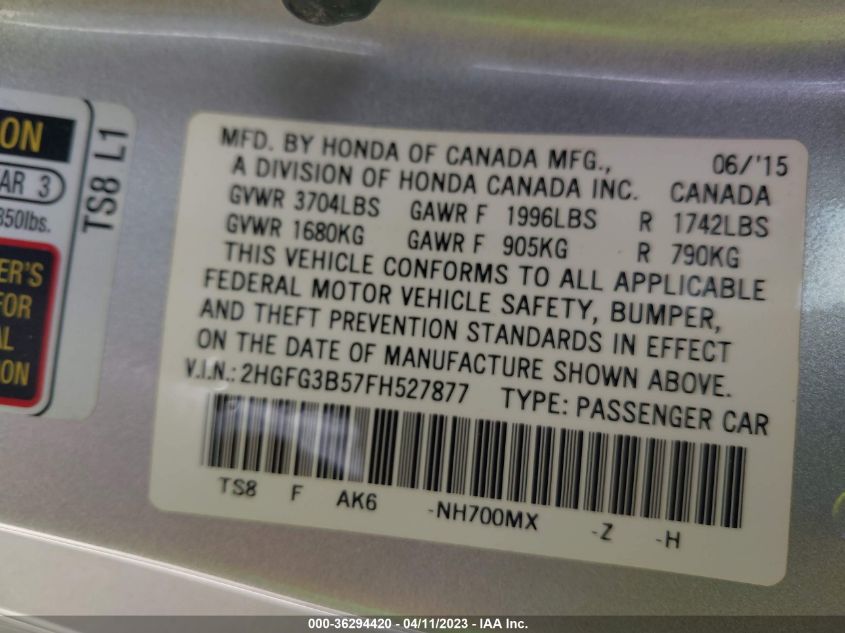 ON
AR 3
350lbs.
ER'S
FOR
AL
ION
TS8 L1
MFD. BY HONDA OF CANADA MFG., 06/'15
A DIVISION OF HONDA CANADA INC. CANADA
GVWR 3704LBS GAWR F 1996LBS R 1742LBS
GVWR 1680KG GAWR F 905KG R 790KG
THIS VEHICLE CONFORMS TO ALL APPLICABLE
FEDERAL MOTOR VEHICLE SAFETY, BUMPER,
AND THEFT PREVENTION STANDARDS IN EFFECT
ON THE DATE OF MANUFACTURE SHOWN ABOVE.
V.I.N.: 2HGFG3B57FH527877 TYPE: PASSENGER CAR
TS8 F AK6 -NH700MX -Z -H
000-36294420 - 04/11/2023 - IAA Inc.